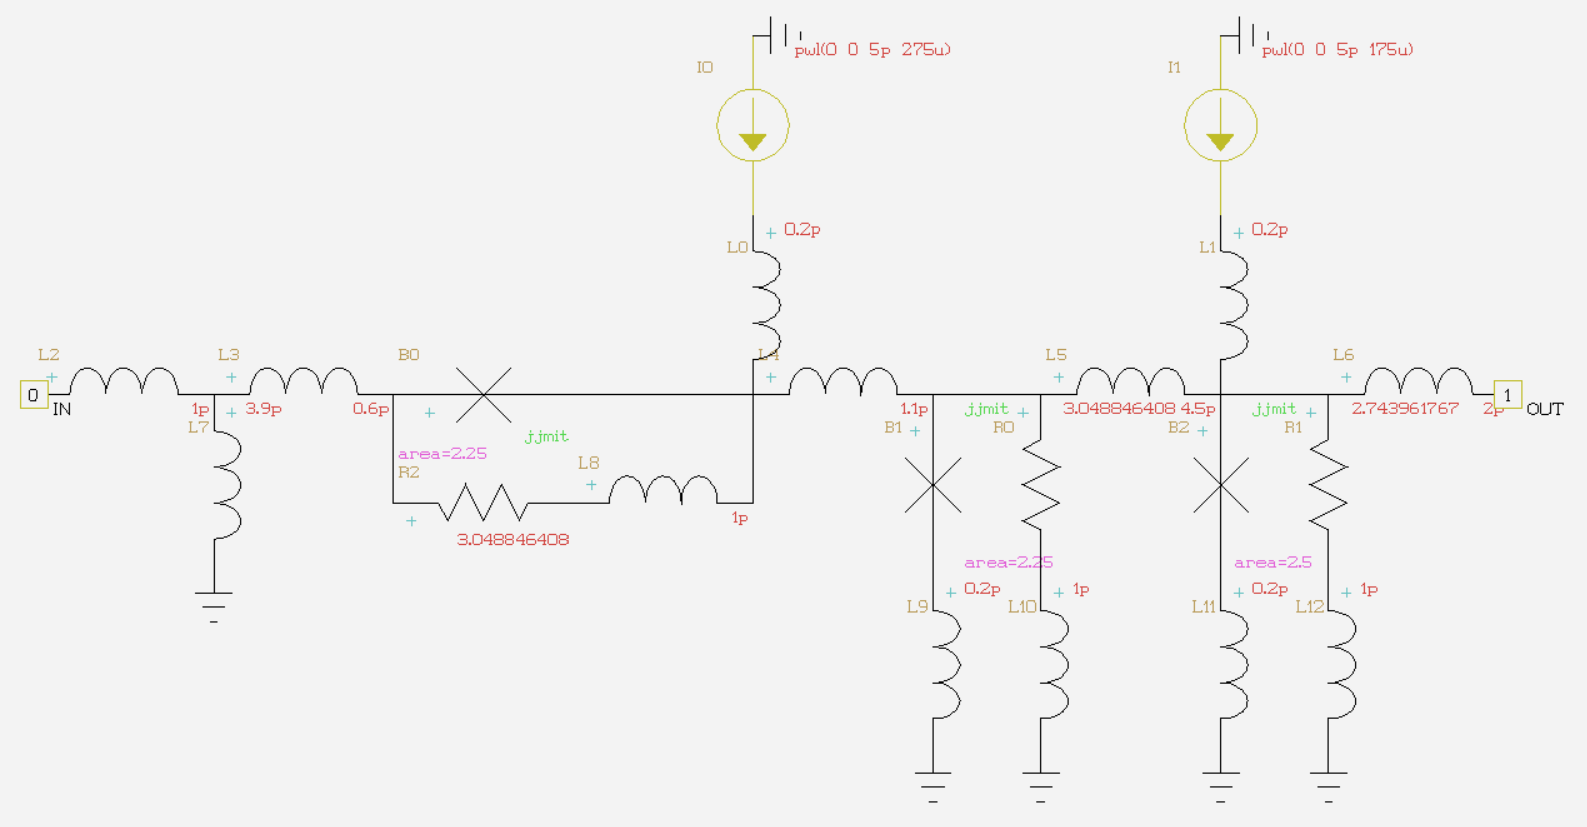 pwl(0 0 5p 275u)
pwl(0 0 5p 175u)
I0
I1
0.2p
0.2p
L0
L1
L2
L3
B0
L4
L5
L6
0
IN
1p
3.9p
0.6p
1.1p
jjmit
3.048846408
4.5p
jjmit
2.743961767
2p
1
OUT
L7
B1
R0
B2
R1
jjmit
area=2.25
R2
L8
1p
3.048846408
area=2.25
area=2.5
0.2p
1p
0.2p
1p
L9
L10
L11
L12